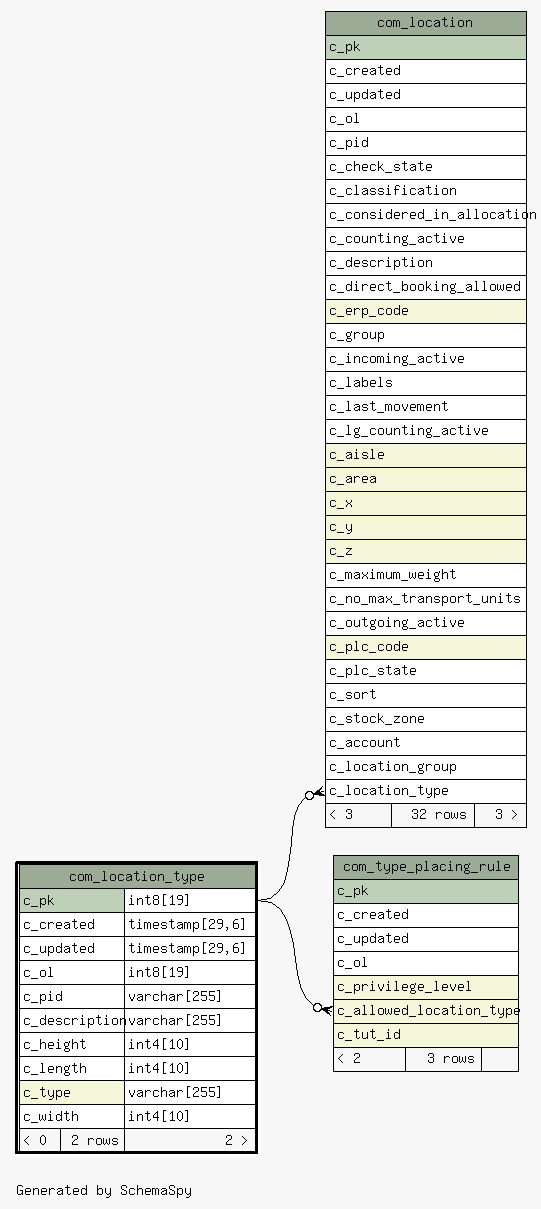 com_location
c_pk
c_created
c_updated
c_ol
c_pid
c_check_state
c_classification
c_considered_in_allocation
c_counting_active
c_description
c_direct_booking_allowed
c_erp_code
c_group
c_incoming_active
c_labels
c_last_movement
c_lg_counting_active
c_aisle
c_area
c_x
c_y
c_z
c_maximum_weight
c_no_max_transport_units
c_outgoing_active
c_plc_code
c_plc_state
c_sort
c_stock_zone
c_account
c_location_group
c_location_type
< 3 32 rows 3 >
com_location_type
c_pk int8[19]
c_created timestamp[29,6]
c_updated timestamp[29,6]
c_ol int8[19]
c_pid varchar[255]
c_description varchar[255]
c_height int4[10]
c_length int4[10]
c_type varchar[255]
c_width int4[10]
< 0 2 rows 2 >
com_type_placing_rule
c_pk
c_created
c_updated
c_ol
c_privilege_level
c_allowed_location_type
c_tut_id
< 2 3 rows
Generated by SchemaSpy